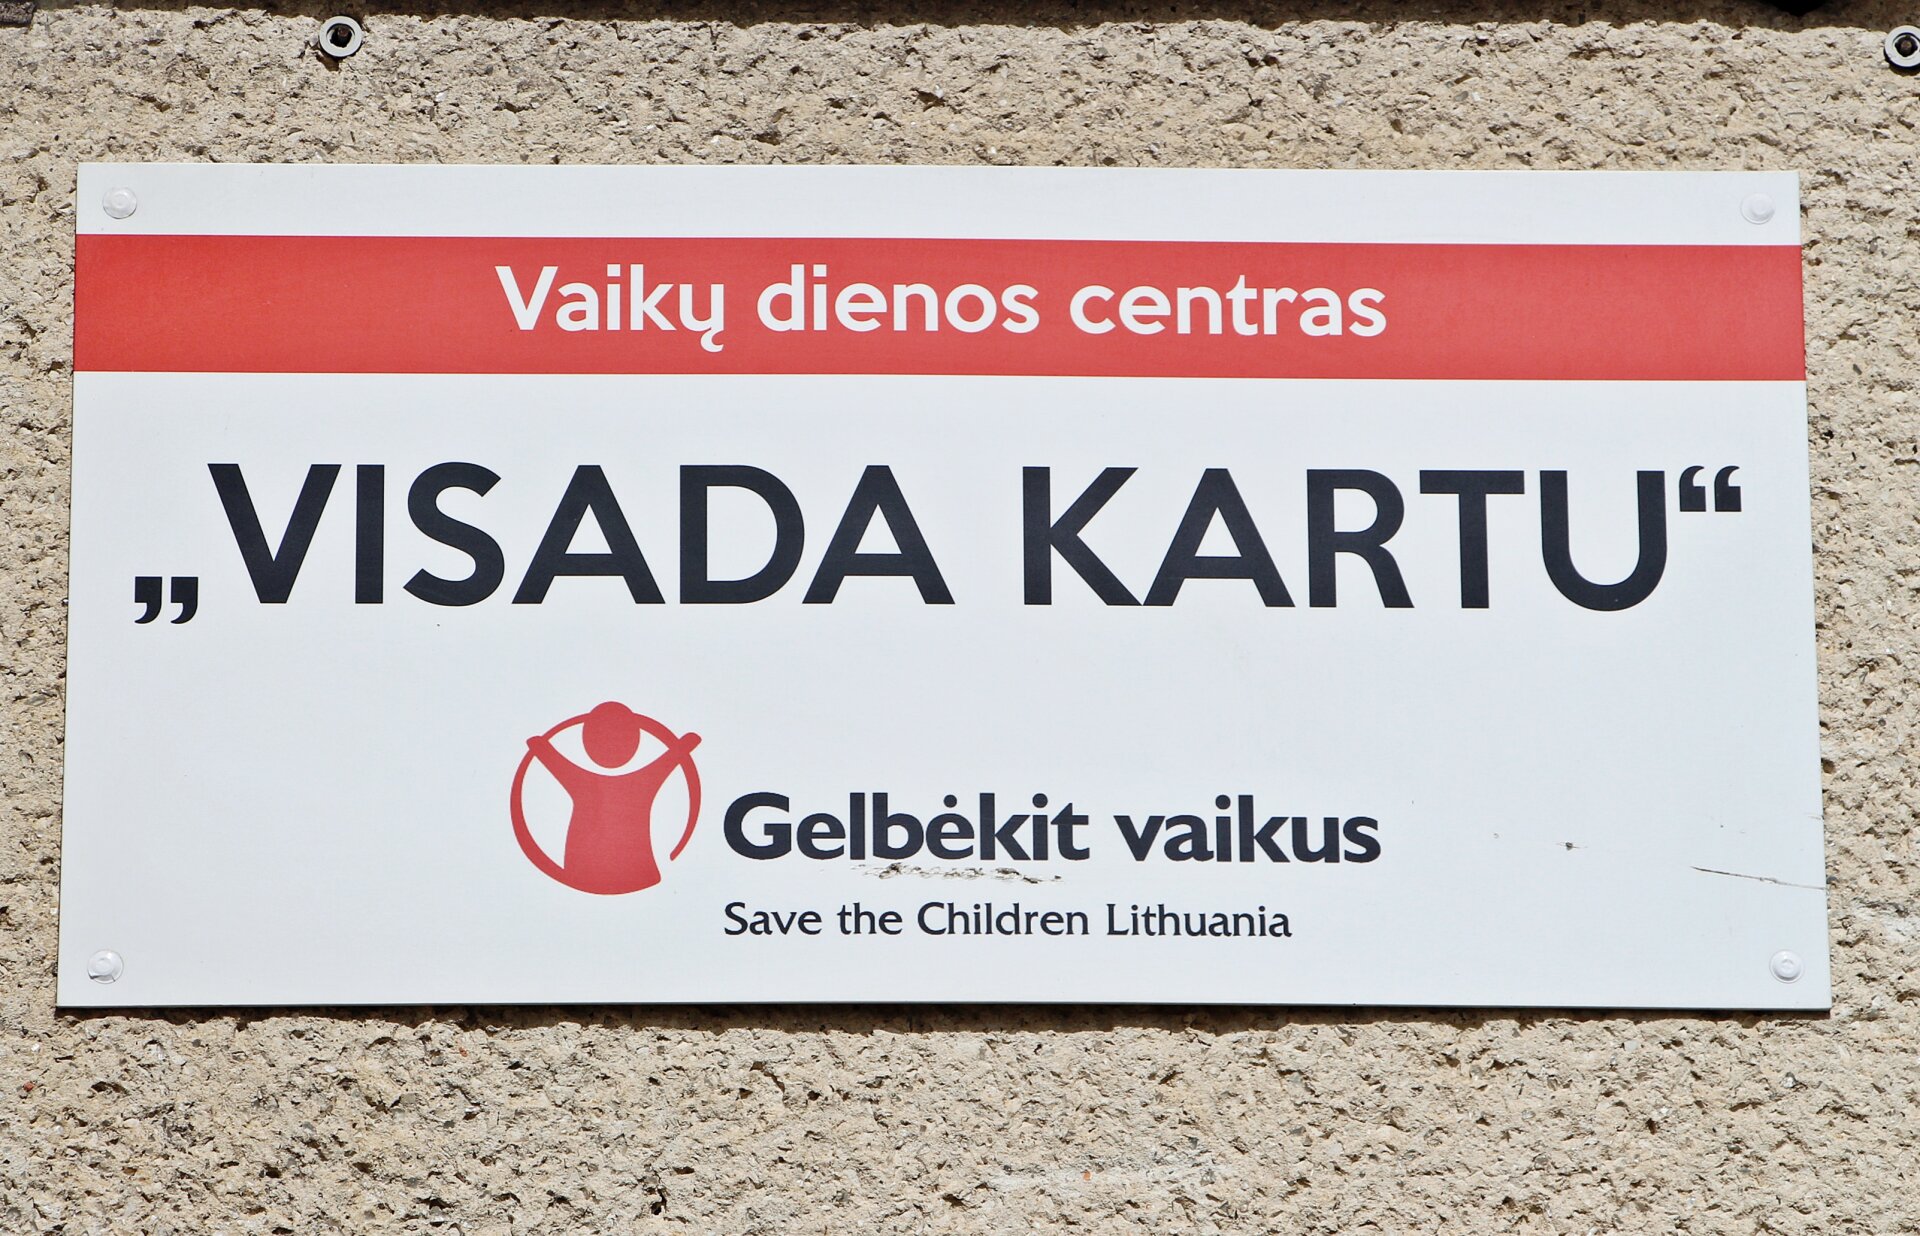 Vaikų dienos centras
„VISADA KARTU“
Gelbėkit vaikus
Save the Children Lithuania